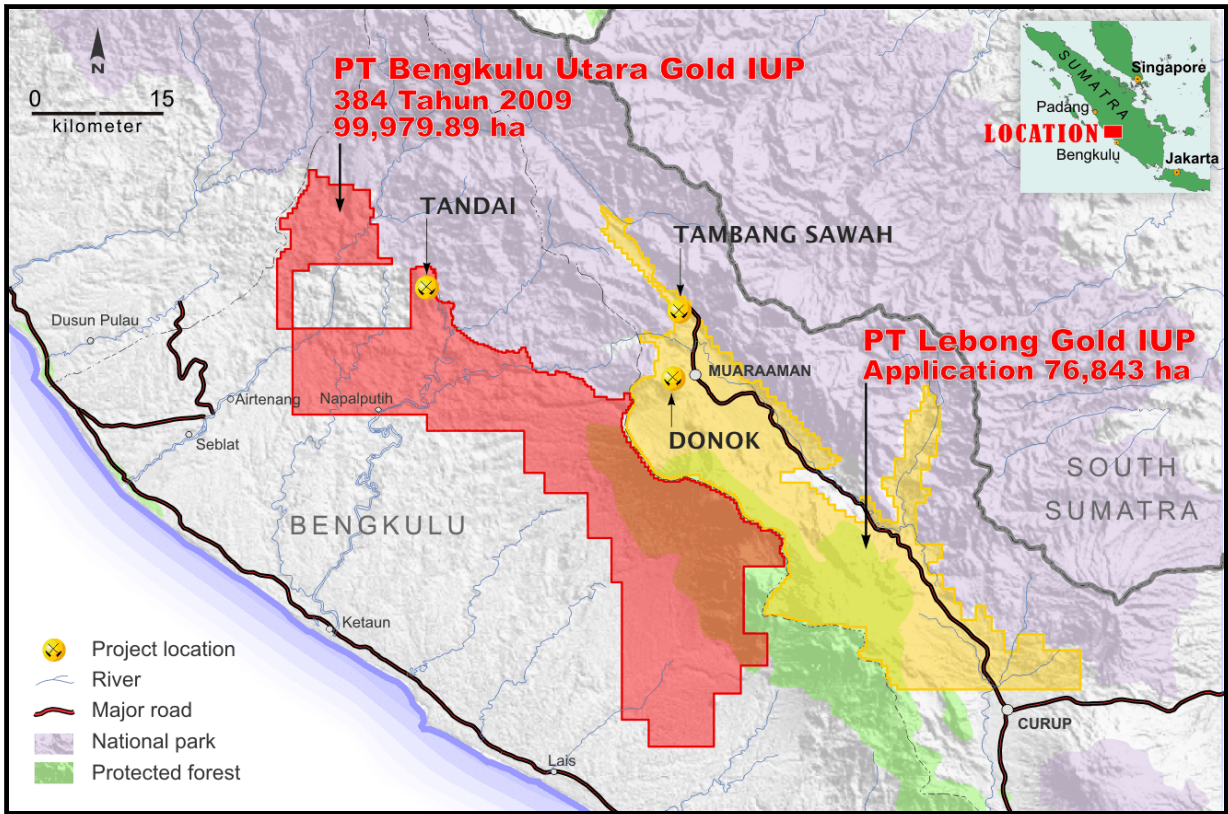 N
0 15
kilometer
PT Bengkulu Utara Gold IUP
384 Tahun 2009
99,979.89 ha
SUMATRA
Singapore
Padang
LOCATION
Bengkulu
Jakarta
TANDAI
TAMBANG SAWAH
Dusun Pulau
PT Lebong Gold IUP
Application 76,843 ha
MUARAAMAN
Airtenang
Napalputih
Seblat
DONOK
SOUTH
SUMATRA
BENGKULU
Ketaun
Project location
River
Major road
National park
Protected forest
CURUP
Lais